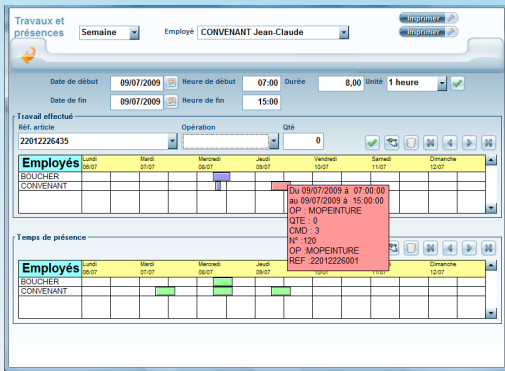 Travaux et présences
Semaine
Employé
CONVENANT Jean-Claude
Imprimer
Imprimer
Date de début 09/07/2009 Heure de début 07:00 Durée 8,00 Unité 1 heure
Date de fin 09/07/2009 Heure de fin 15:00
Travail effectué
Réf. article Opération Qté
22012226435 0
Employés Lundi 06/07 Mardi 07/07 Mercredi 08/07 Jeudi 09/07 Vendredi 10/07 Samedi 11/07 Dimanche 12/07
BOUCHER
CONVENANT
Du 09/07/2009 à 07:00:00
au 09/07/2009 à 15:00:00
OP : MOPEINTURE
QTE : 0
CMD : 3
N° :120
OP :MOPEINTURE
REF :22012226001
Temps de présence
Employés Lundi 06/07 Mardi 07/07 Mercredi 08/07 Jeudi 09/07 Vendredi 10/07 Samedi 11/07 Dimanche 12/07
BOUCHER
CONVENANT